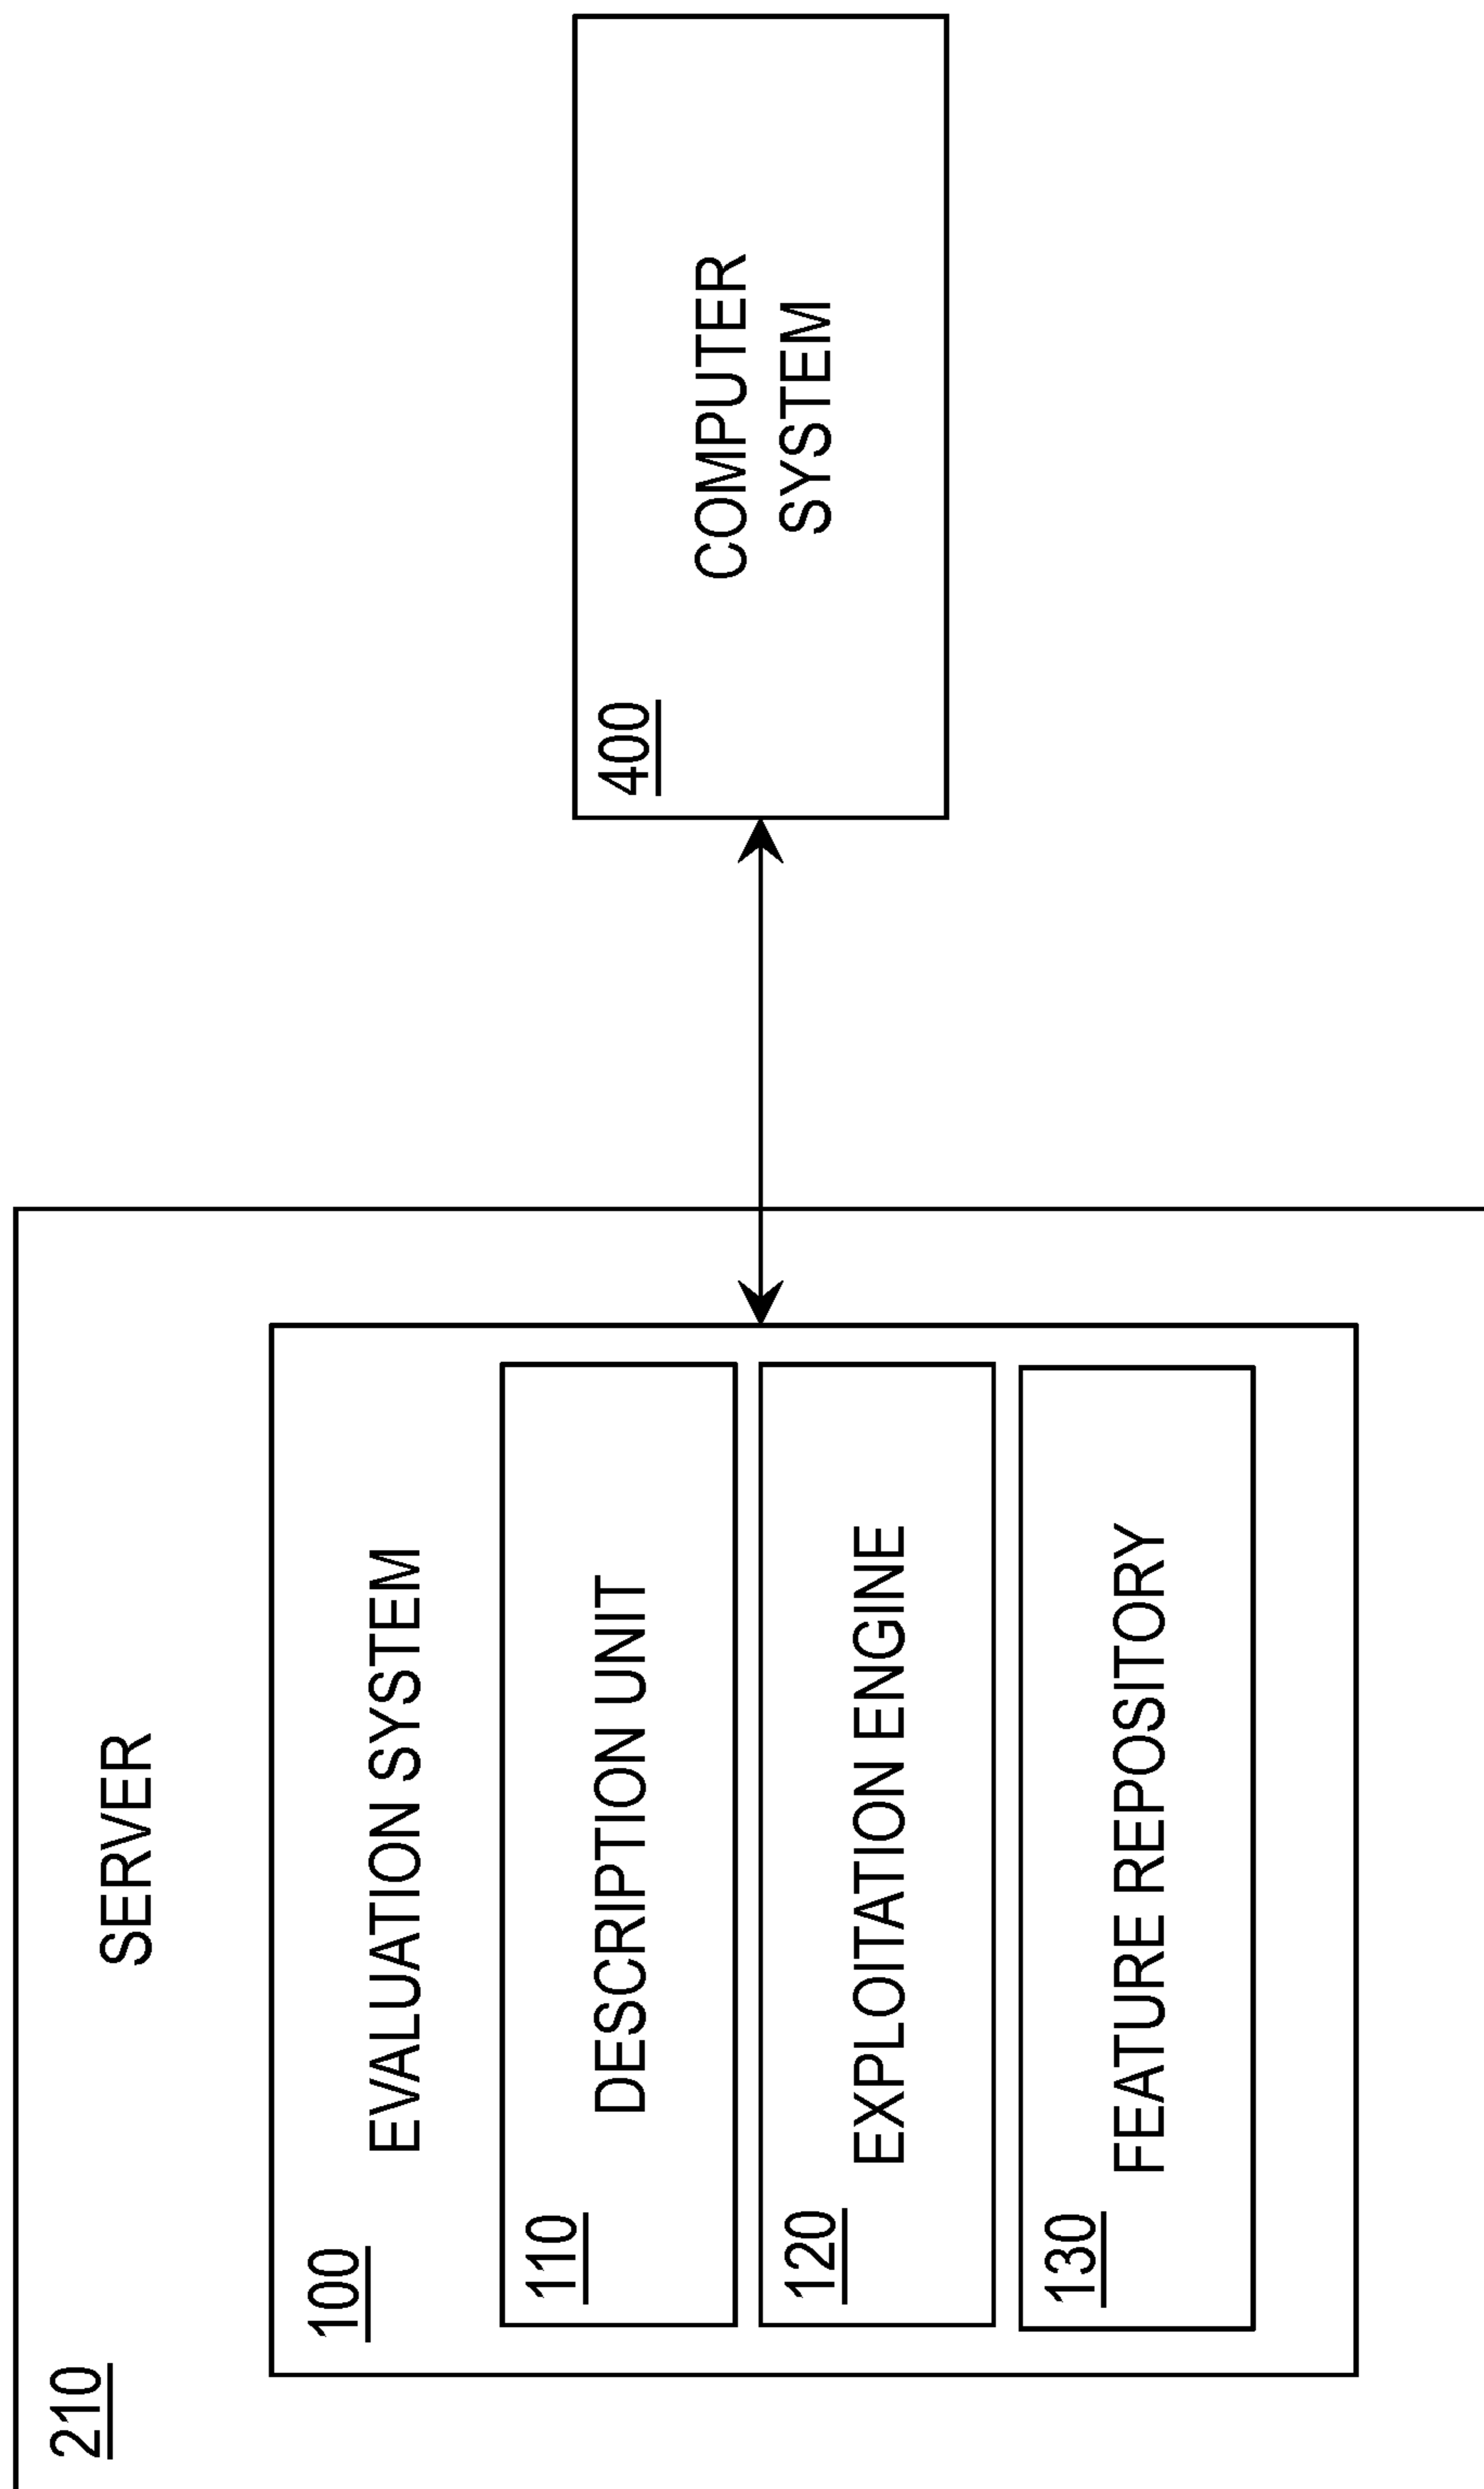 210
SERVER
100
EVALUATION SYSTEM
110
DESCRIPTION UNIT
120
EXPLOITATION ENGINE
130
FEATURE REPOSITORY
400
COMPUTER
SYSTEM